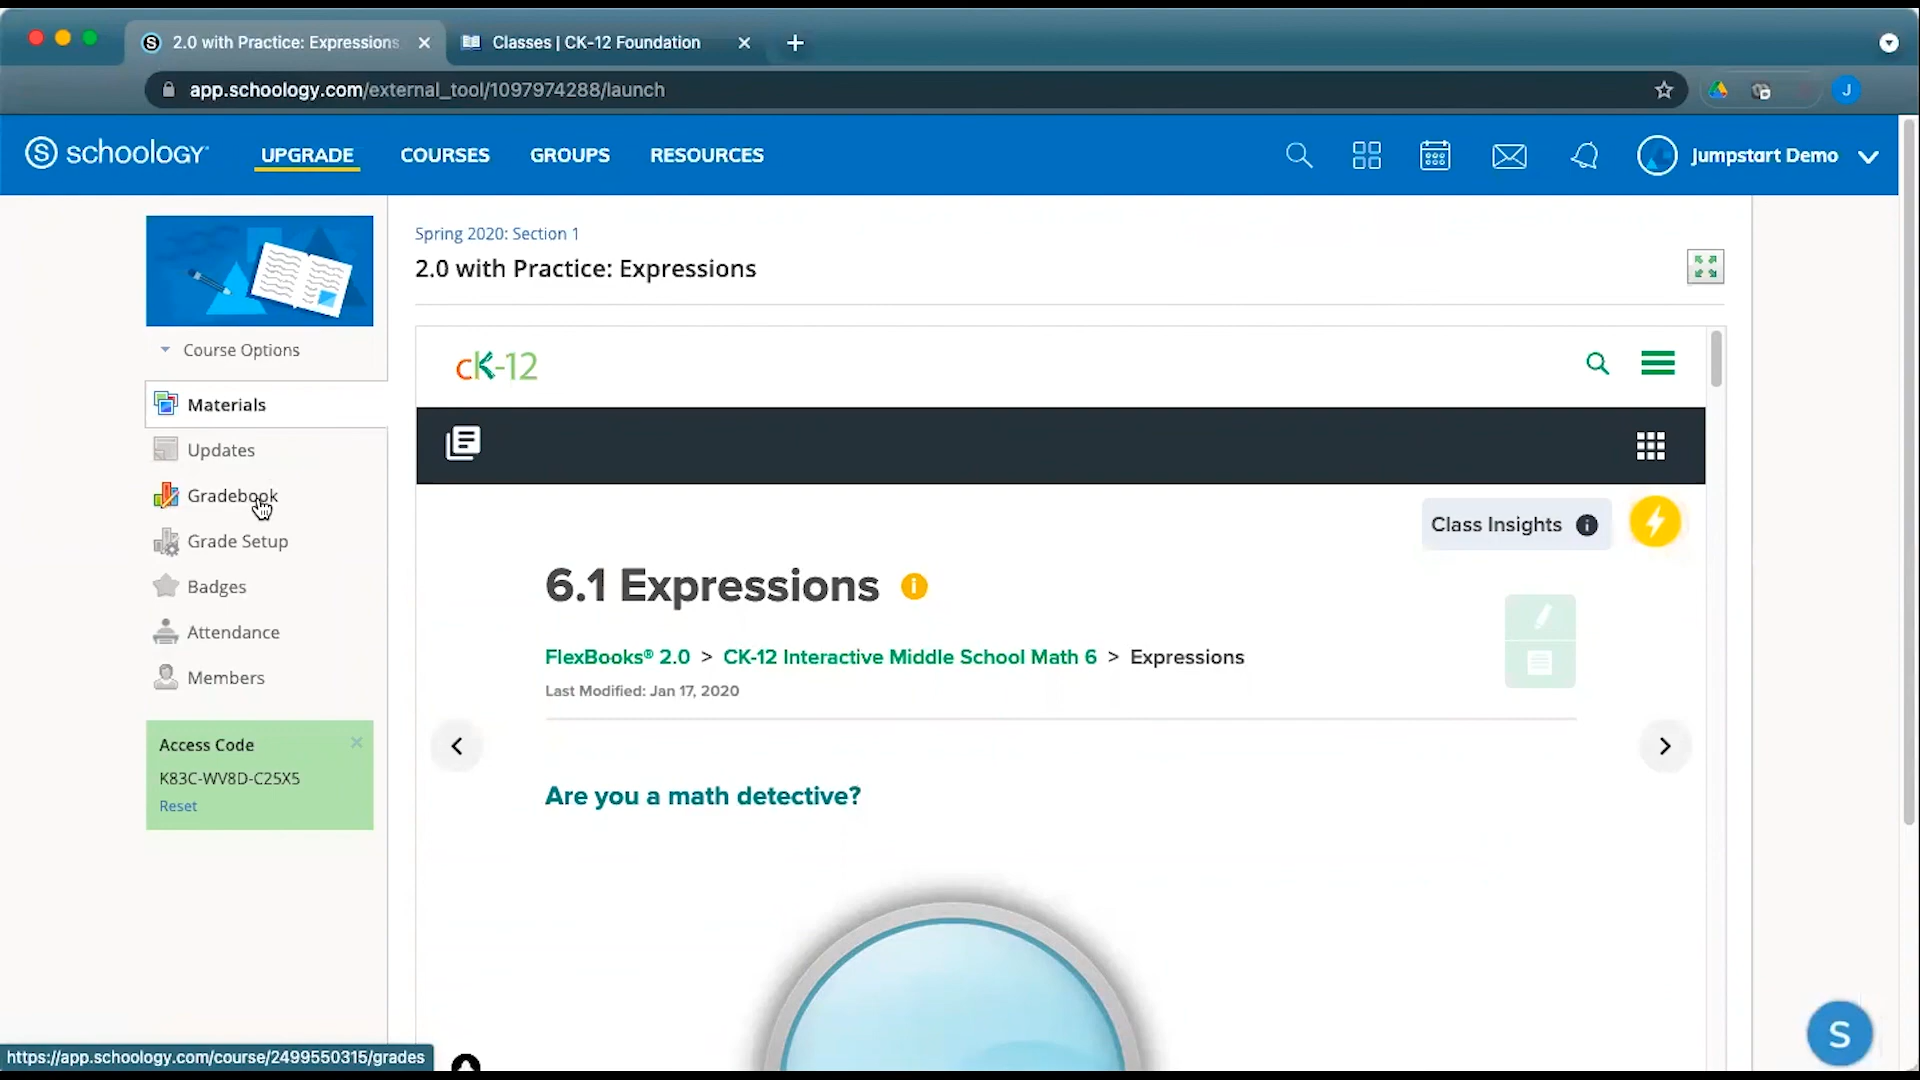 2.0 with Practice: Expressions
Classes | CK-12 Foundation
app.schoology.com/external_tool/1097974288/launch
J
S schoology
UPGRADE
COURSES
GROUPS
RESOURCES
Jumpstart Demo
Spring 2020: Section 1
2.0 with Practice: Expressions
Course Options
cK-12
Materials
Updates
Gradebook
Grade Setup
Badges
Attendance
Members
Class Insights i
6.1 Expressions i
FlexBooks® 2.0 > CK-12 Interactive Middle School Math 6 > Expressions
Last Modified: Jan 17, 2020
Access Code
K83C-WV8D-C25X5
Reset
Are you a math detective?
S
https://app.schoology.com/course/2499550315/grades